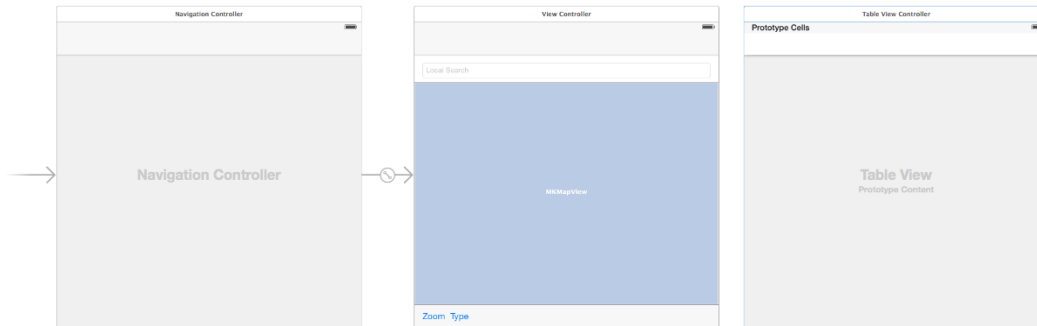 Navigation Controller
View Controller
Table View Controller
Prototype Cells
Local Search
Navigation Controller
Table View
Prototype Content
MKMapView
Zoom Type